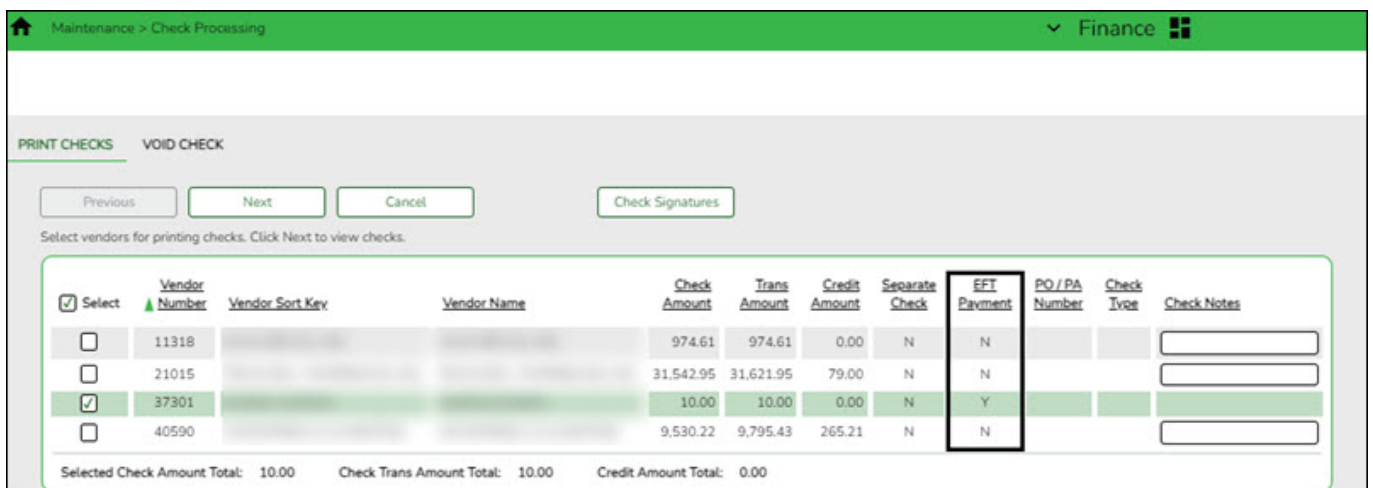 Maintenance > Check Processing Finance
PRINT CHECKS VOID CHECK
Previous Next Cancel Check Signatures
Select vendors for printing checks. Click Next to view checks.
Select Vendor Number Vendor Sort Key Vendor Name Check Amount Trans Amount Credit Amount Separate Check EFT Payment PO / PA Number Check Type Check Notes
11318 974.61 974.61 0.00 N N
21015 31,542.95 31,621.95 79.00 N N
37301 10.00 10.00 0.00 N Y
40590 9,530.22 9,795.43 265.21 N N
Selected Check Amount Total: 10.00 Check Trans Amount Total: 10.00 Credit Amount Total: 0.00